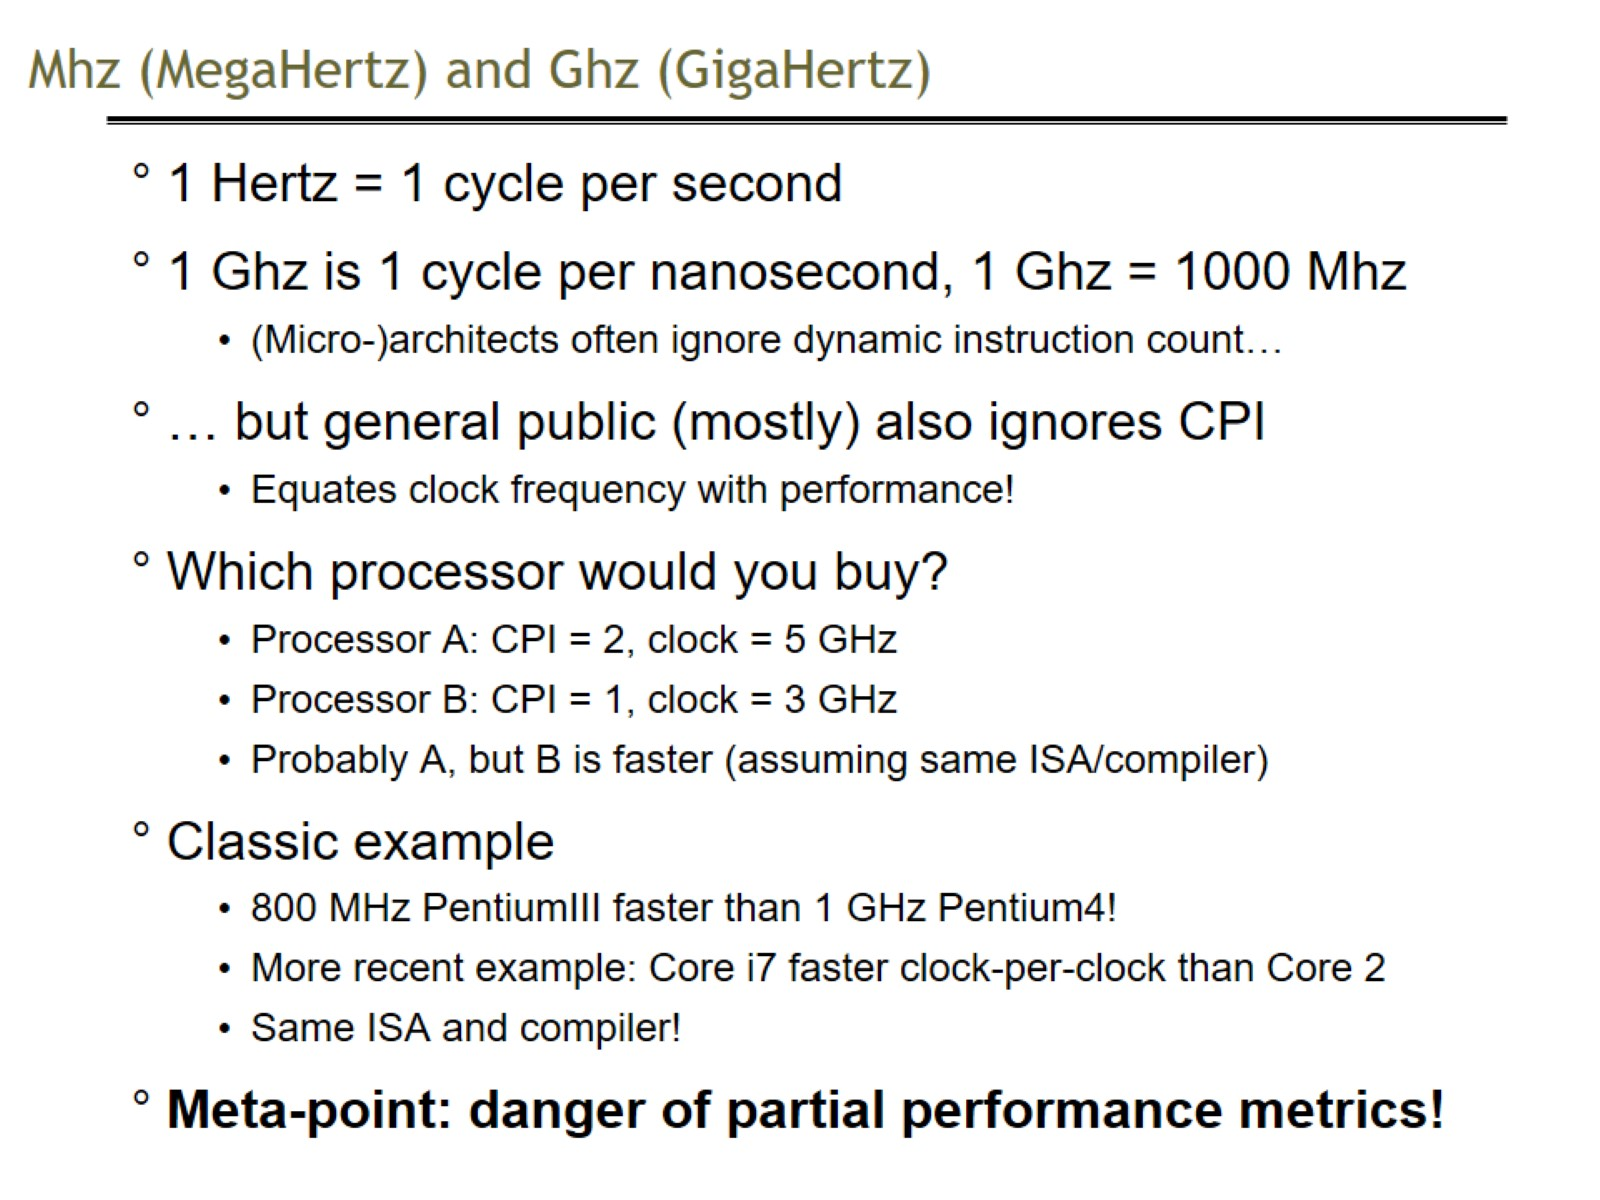 Mhz (MegaHertz) and Ghz (GigaHertz)
° 1 Hertz = 1 cycle per second
° 1 Ghz is 1 cycle per nanosecond, 1 Ghz = 1000 Mhz
• (Micro-)architects often ignore dynamic instruction count…
° … but general public (mostly) also ignores CPI
• Equates clock frequency with performance!
° Which processor would you buy?
• Processor A: CPI = 2, clock = 5 GHz
• Processor B: CPI = 1, clock = 3 GHz
• Probably A, but B is faster (assuming same ISA/compiler)
° Classic example
• 800 MHz PentiumIII faster than 1 GHz Pentium4!
• More recent example: Core i7 faster clock-per-clock than Core 2
• Same ISA and compiler!
° Meta-point: danger of partial performance metrics!